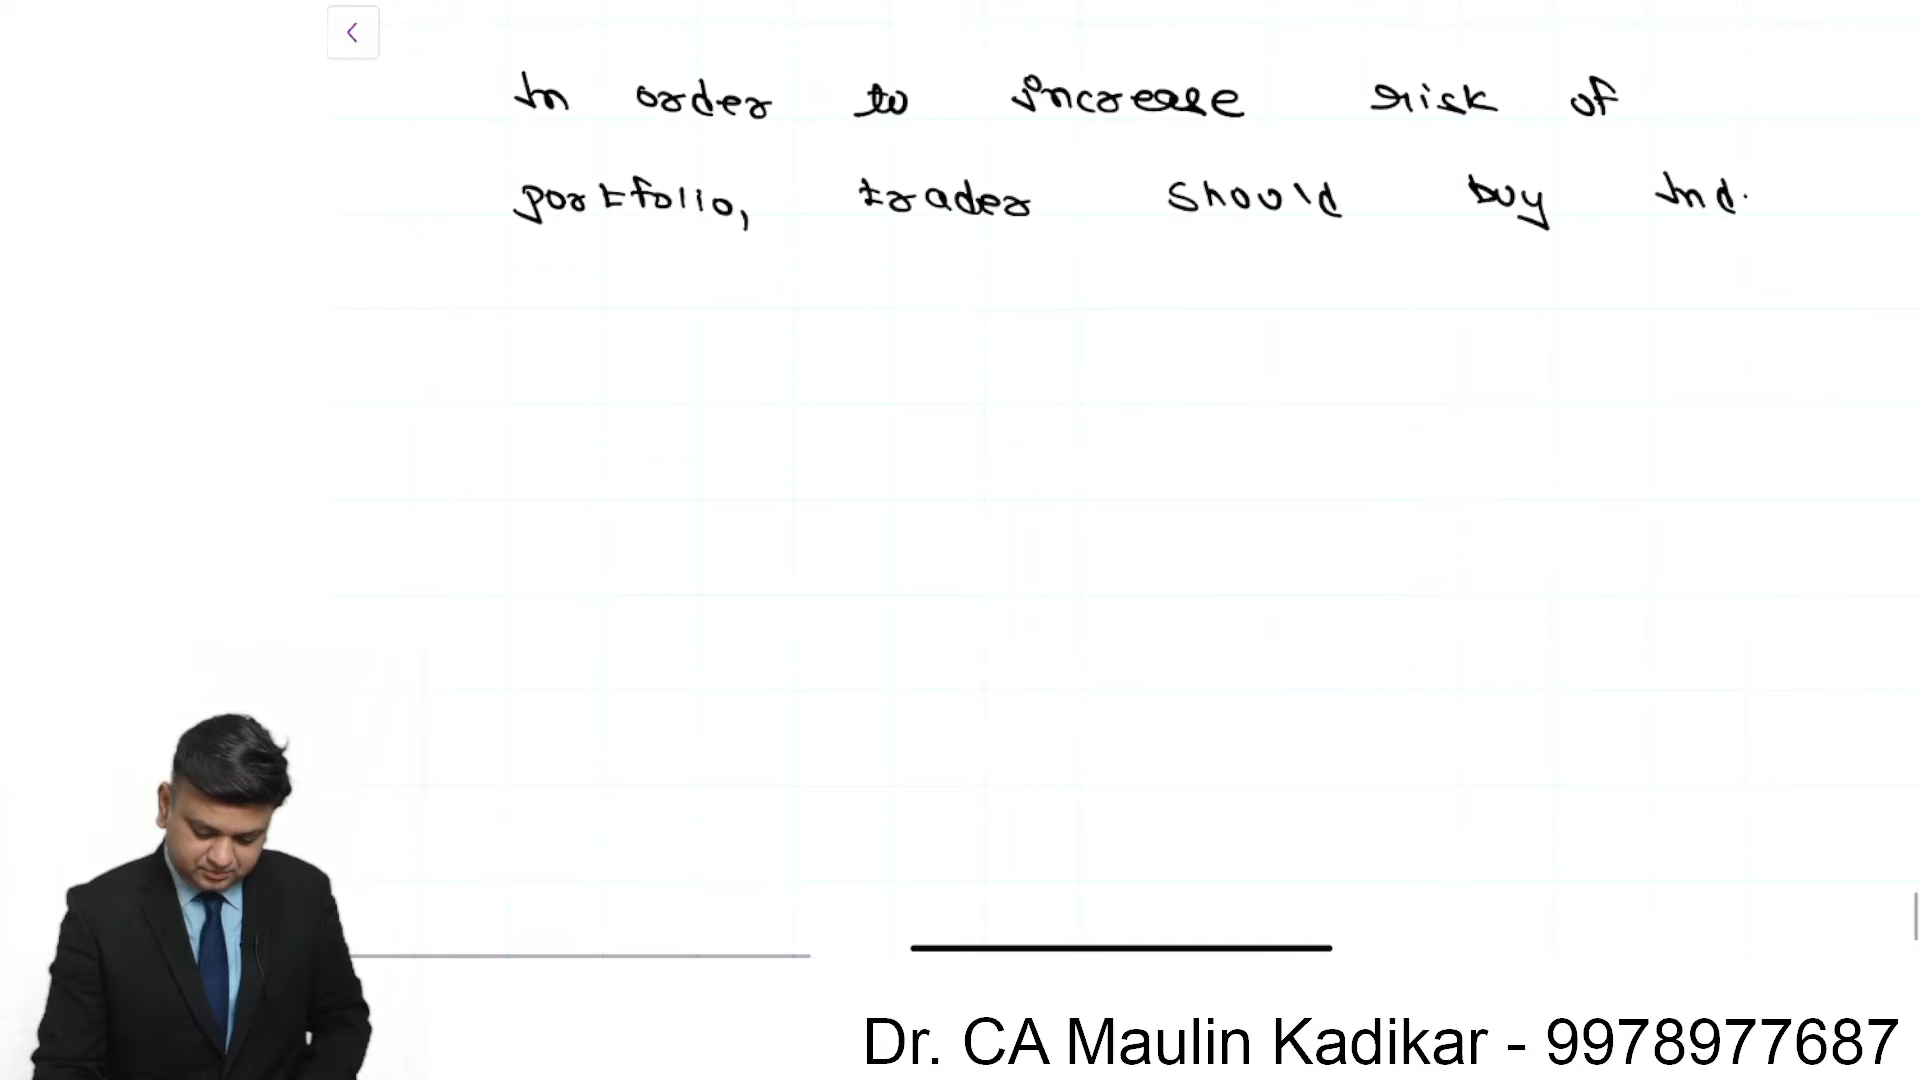 In order to increase risk of
portfolio, trader should buy Ind.
Dr. CA Maulin Kadikar - 9978977687